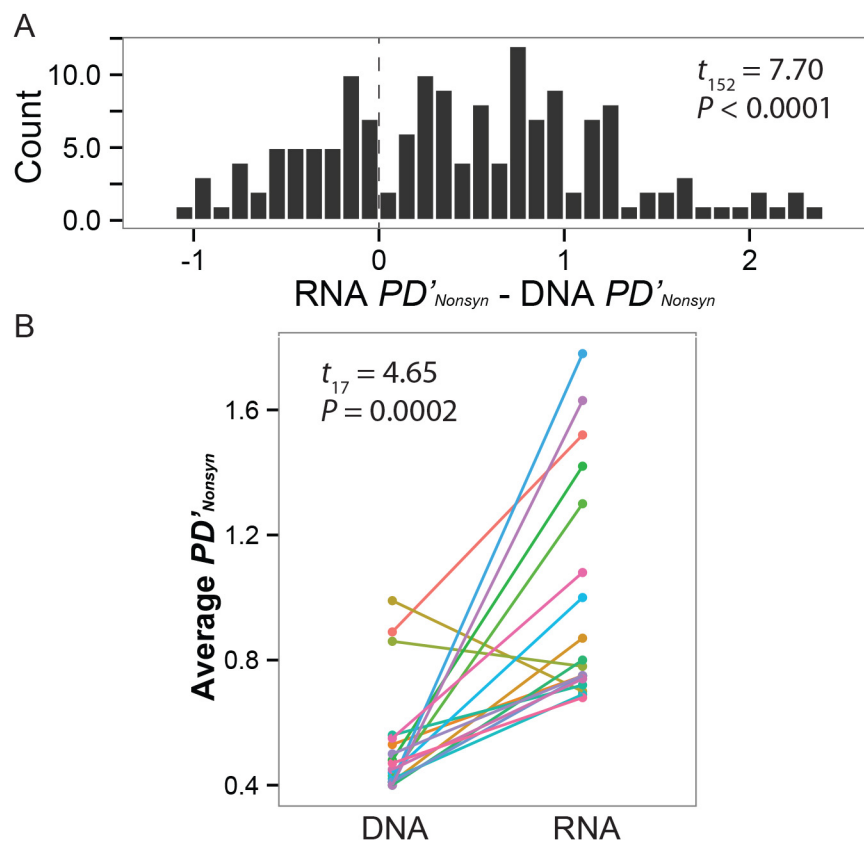 A
Count
10.0
5.0
0.0
t152 = 7.70
P < 0.0001
-1 0 1 2
RNA PD’Nonsyn - DNA PD’Nonsyn
B
Average PD’Nonsyn
1.6
1.2
0.8
0.4
t17 = 4.65
P = 0.0002
DNA RNA